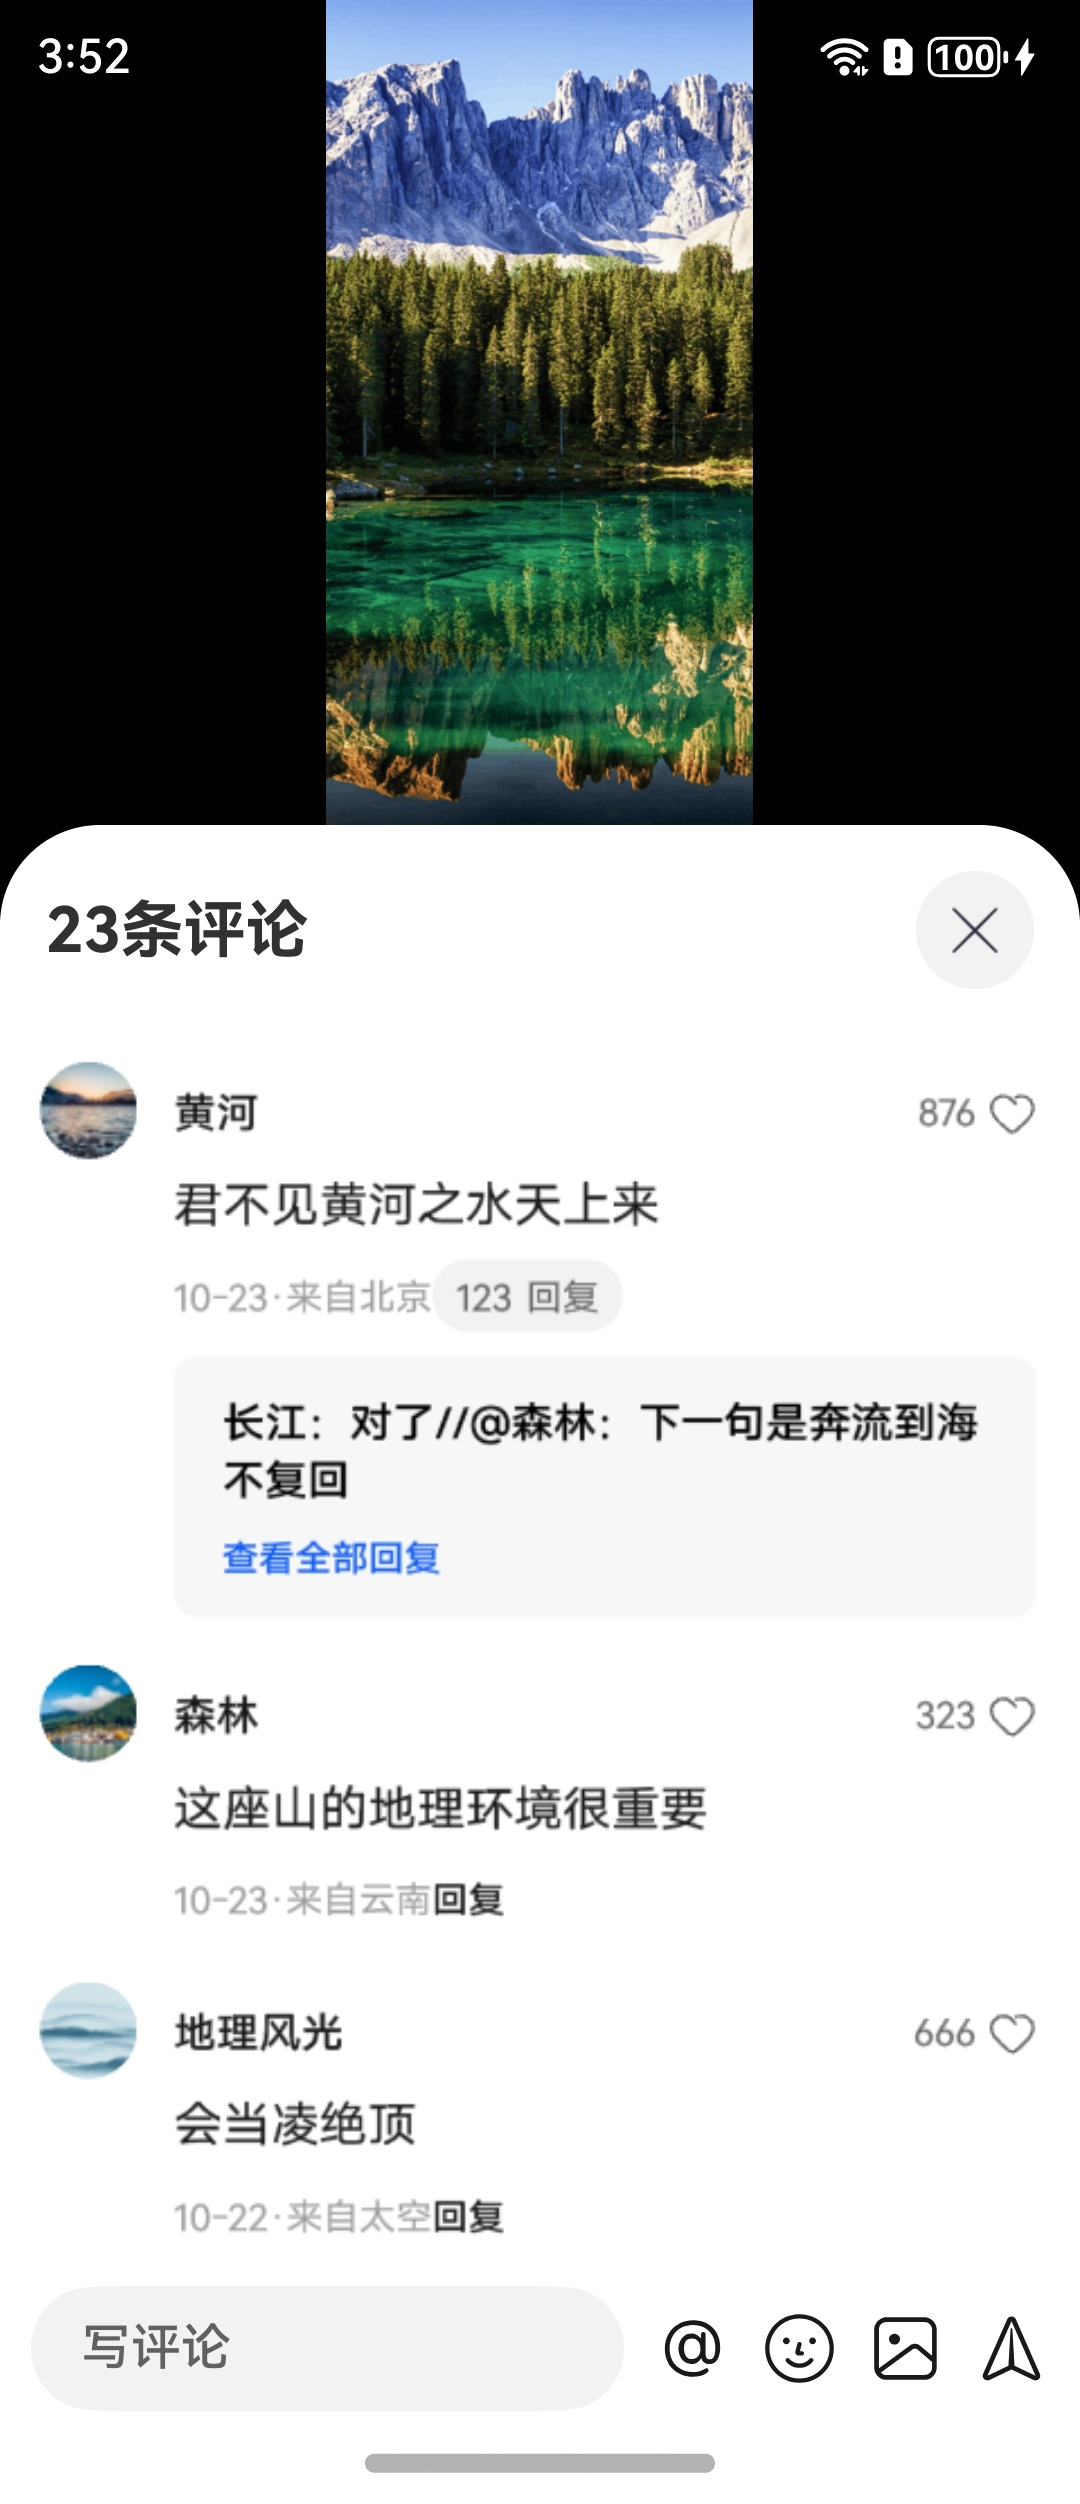 3:52
100
23条评论
黄河
876
君不见黄河之水天上来
10-23·来自北京 123 回复
长江：对了//@森林：下一句是奔流到海
不复回
查看全部回复
森林
323
这座山的地理环境很重要
10-23·来自云南回复
地理风光
666
会当凌绝顶
10-22·来自太空回复
写评论
@